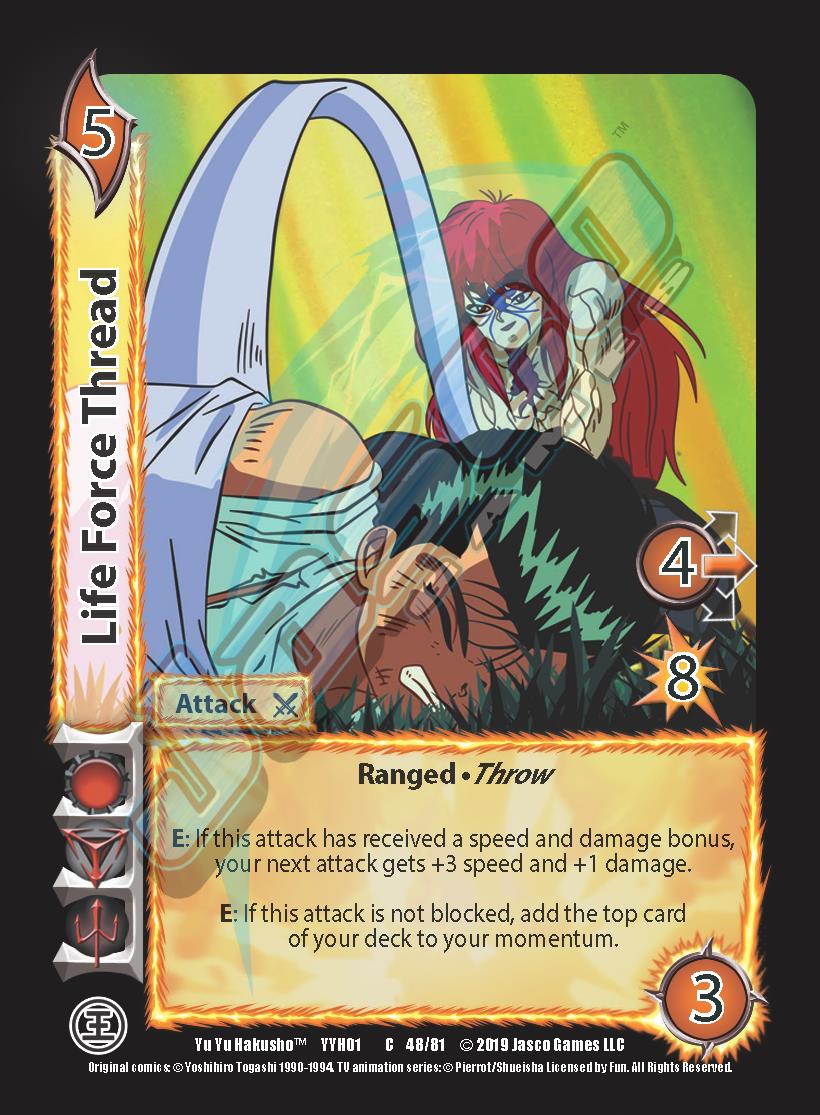 5
Life Force Thread
™
4
8
Attack
Ranged • Throw
E: If this attack has received a speed and damage bonus,
your next attack gets +3 speed and +1 damage.
E: If this attack is not blocked, add the top card
of your deck to your momentum.
3
Yu Yu Hakusho™ YYH01 C 48/81 © 2019 Jasco Games LLC
Original comics: © Yoshihiro Togashi 1990-1994. TV animation series: © Pierrot/Shueisha Licensed by Fun. All Rights Reserved.